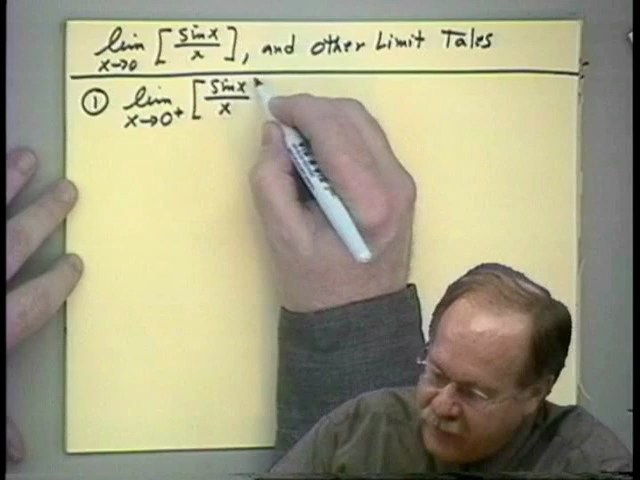 lim x→0 [sin x / x], and other Limit Tales
① lim x→0⁺ [sin x / x